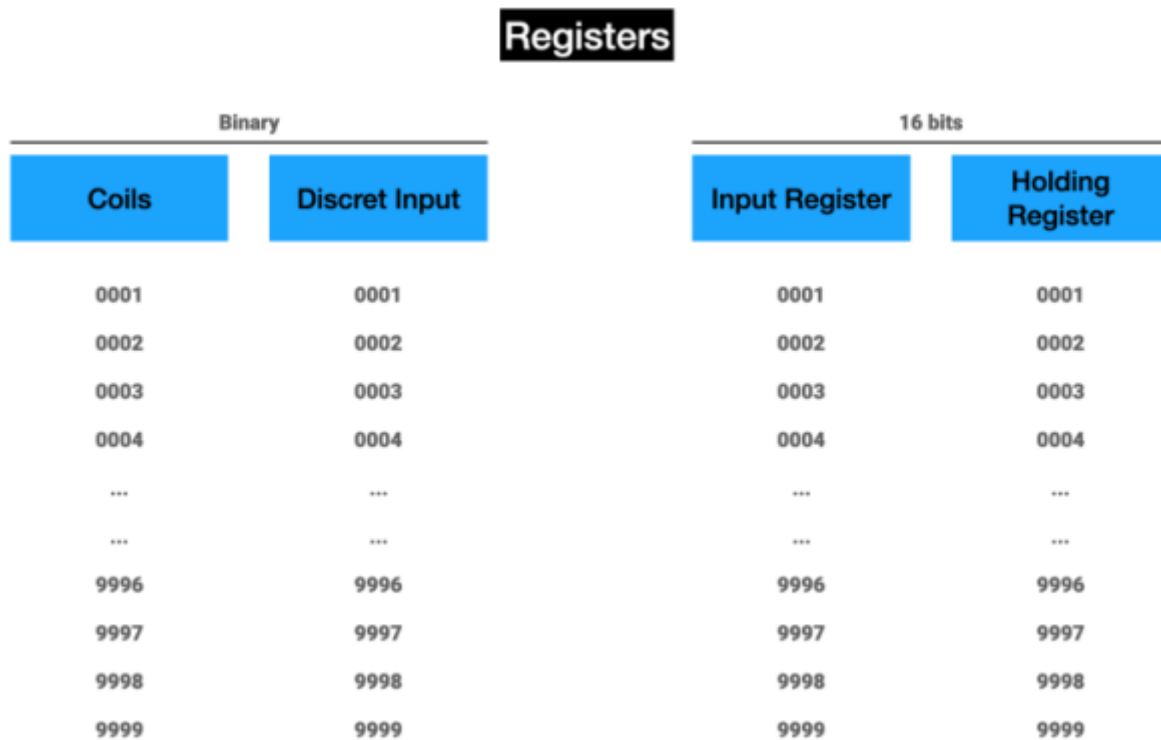 Registers
Binary 16 bits
Coils Discret Input Input Register Holding Register
0001 0001 0001 0001
0002 0002 0002 0002
0003 0003 0003 0003
0004 0004 0004 0004
... ... ... ...
... ... ... ...
9996 9996 9996 9996
9997 9997 9997 9997
9998 9998 9998 9998
9999 9999 9999 9999